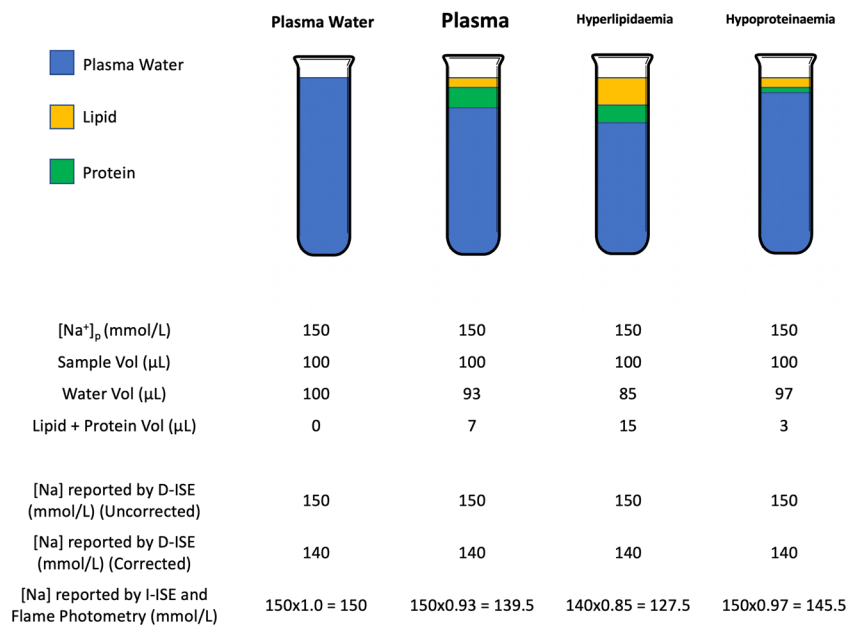 Plasma Water Plasma Hyperlipidaemia Hypoproteinaemia
Plasma Water
Lipid
Protein
[Na⁺]ₚ (mmol/L) 150 150 150 150
Sample Vol (µL) 100 100 100 100
Water Vol (µL) 100 93 85 97
Lipid + Protein Vol (µL) 0 7 15 3
[Na] reported by D-ISE
(mmol/L) (Uncorrected) 150 150 150 150
[Na] reported by D-ISE
(mmol/L) (Corrected) 140 140 140 140
[Na] reported by I-ISE and
Flame Photometry (mmol/L) 150x1.0 = 150 150x0.93 = 139.5 140x0.85 = 127.5 150x0.97 = 145.5